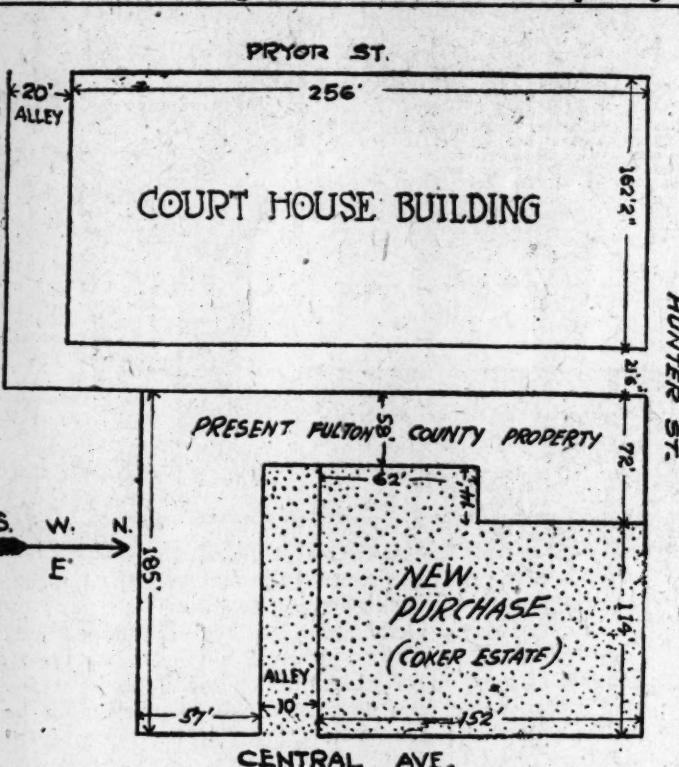 PRYOR ST.
20'
ALLEY
256'
162'2"
COURT HOUSE BUILDING
HUNTER ST.
21'6"
58'
PRESENT FULTON COUNTY PROPERTY
72'
62'
S. W. N.
E.
185'
NEW
PURCHASE
(COKER ESTATE)
114
ALLEY
10'
57'
152'
CENTRAL AVE.